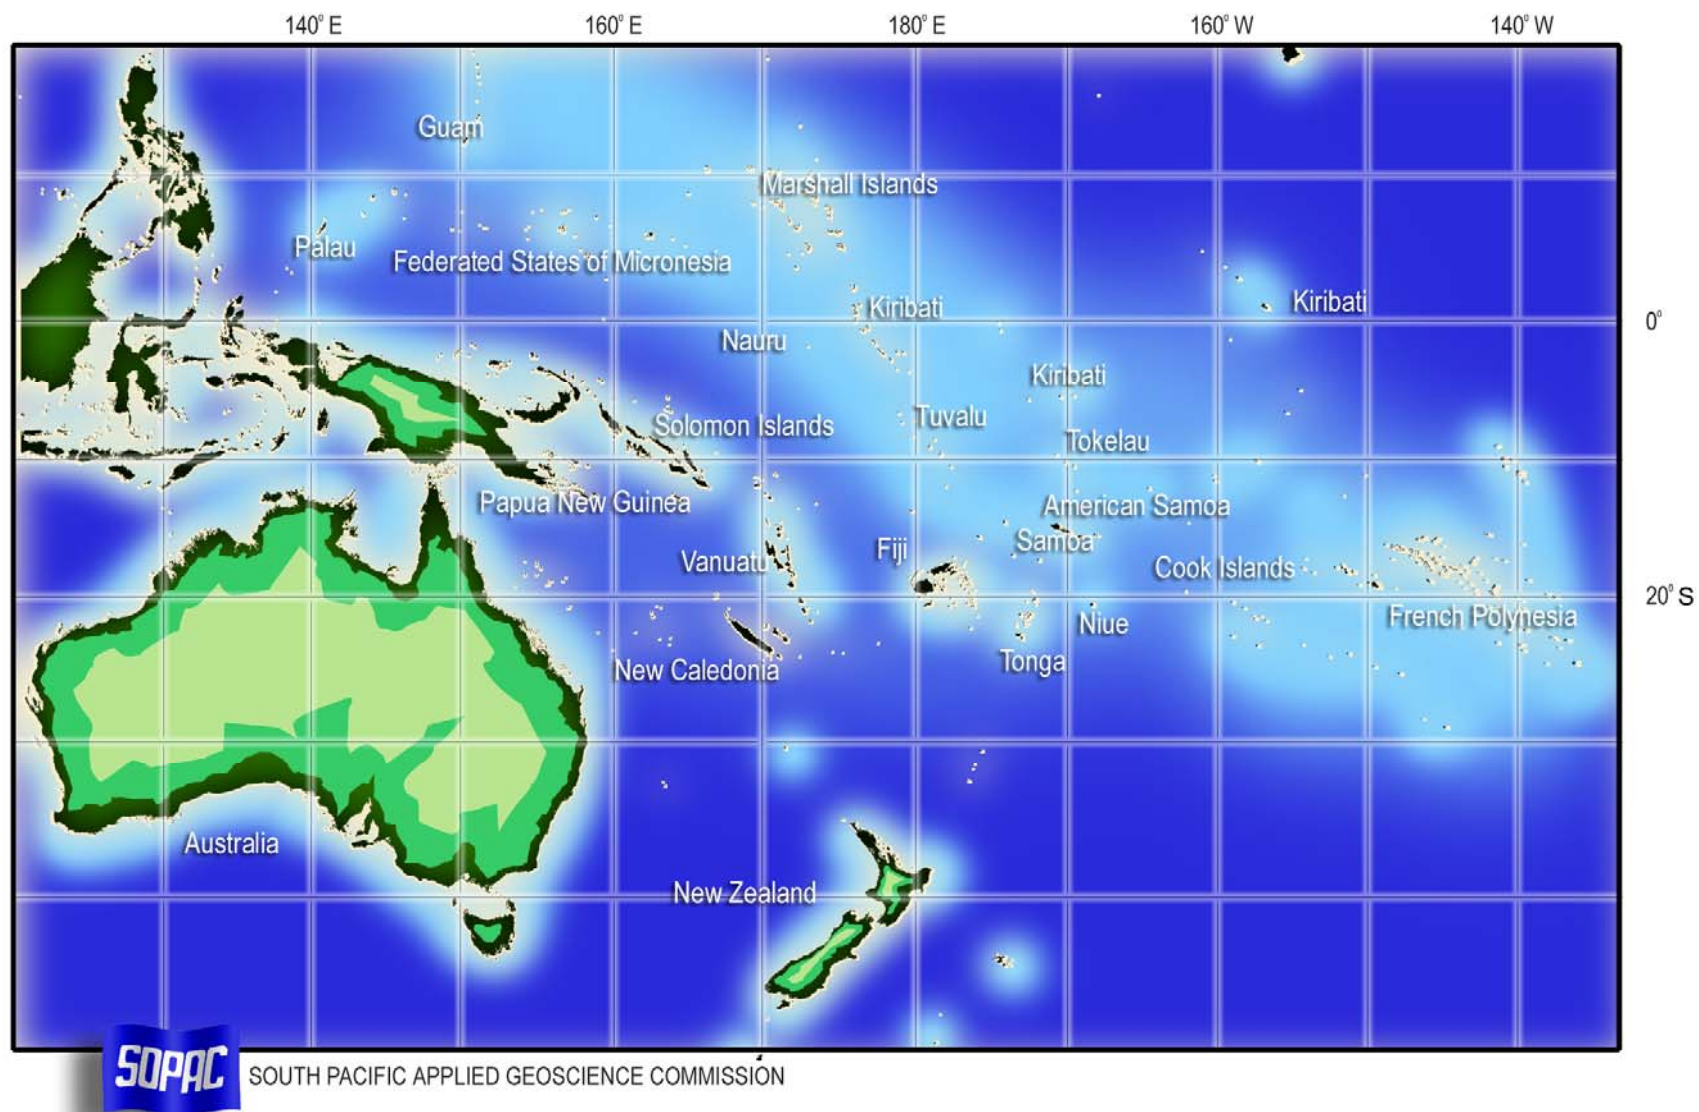 140° E 160° E 180° E 160° W 140° W
Guam
Marshall Islands
Palau
Federated States of Micronesia
Kiribati
Kiribati
0°
Nauru
Kiribati
Tuvalu
Solomon Islands
Tokelau
Papua New Guinea
American Samoa
Samoa
Fiji
Vanuatu
Cook Islands
20° S
French Polynesia
Niue
Tonga
New Caledonia
Australia
New Zealand
SOPAC
SOUTH PACIFIC APPLIED GEOSCIENCE COMMISSION